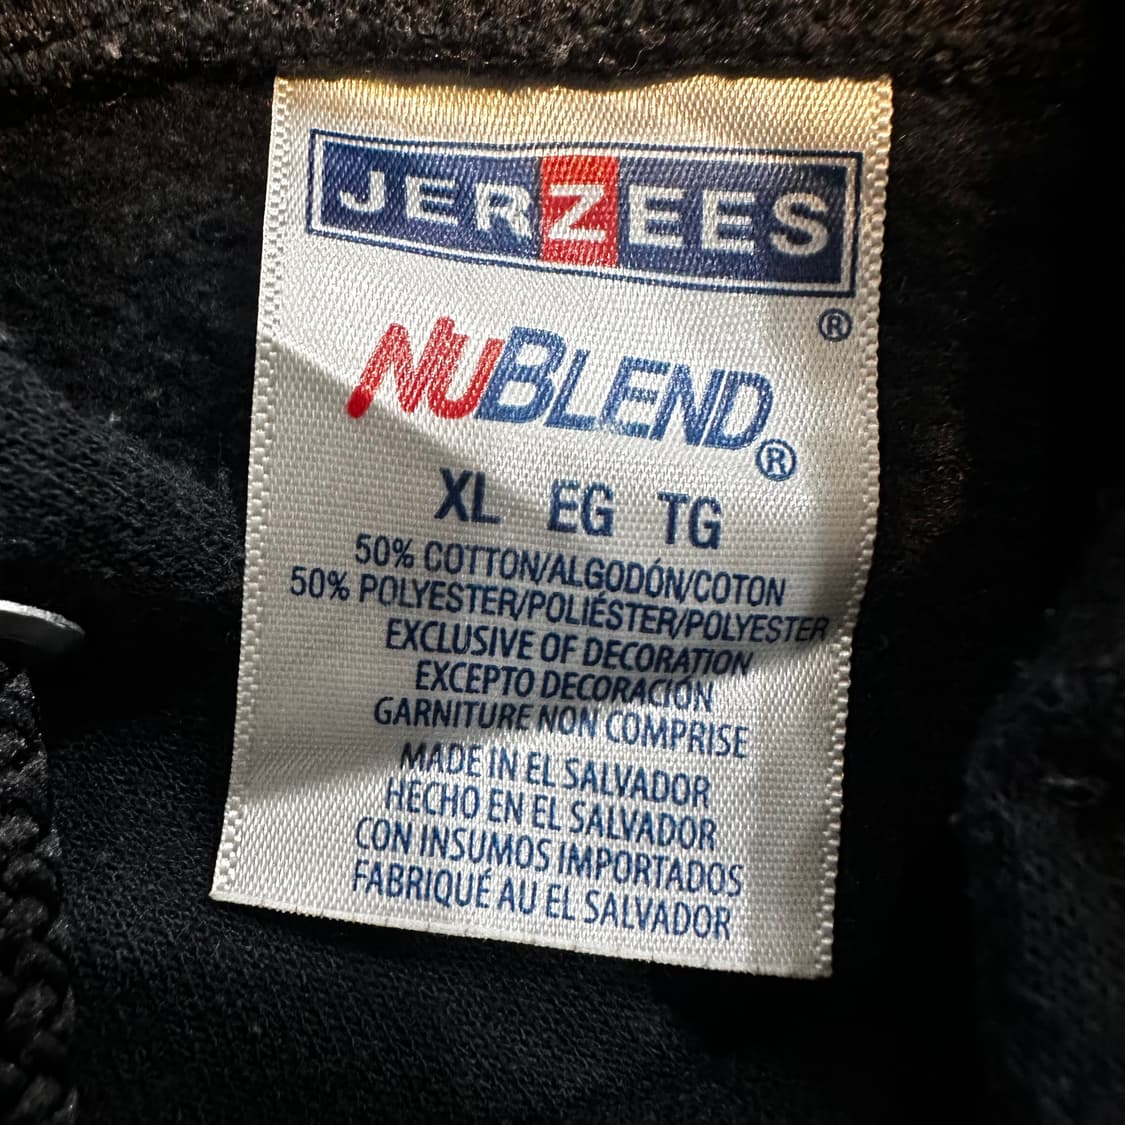 JERZEES
®
NUBLEND®
XL EG TG
50% COTTON/ALGODÓN/COTON
50% POLYESTER/POLIÉSTER/POLYESTER
EXCLUSIVE OF DECORATION
EXCEPTO DECORACIÓN
GARNITURE NON COMPRISE
MADE IN EL SALVADOR
HECHO EN EL SALVADOR
CON INSUMOS IMPORTADOS
FABRIQUÉ AU EL SALVADOR